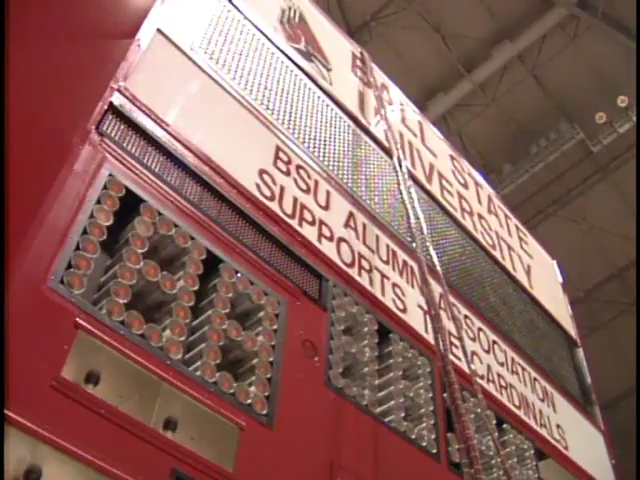 BALL STATE
UNIVERSITY
BSU ALUMNI ASSOCIATION
SUPPORTS THE CARDINALS